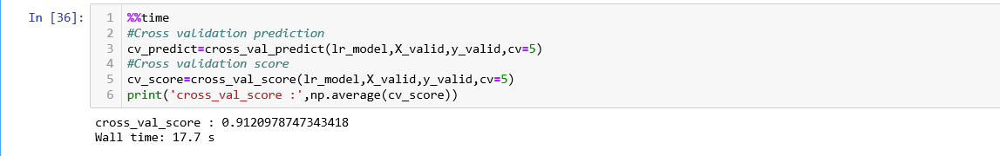 In [36]:
1 %%time
2 #Cross validation prediction
3 cv_predict=cross_val_predict(lr_model,X_valid,y_valid,cv=5)
4 #Cross validation score
5 cv_score=cross_val_score(lr_model,X_valid,y_valid,cv=5)
6 print('cross_val_score :',np.average(cv_score))
cross_val_score : 0.9120978747343418
Wall time: 17.7 s